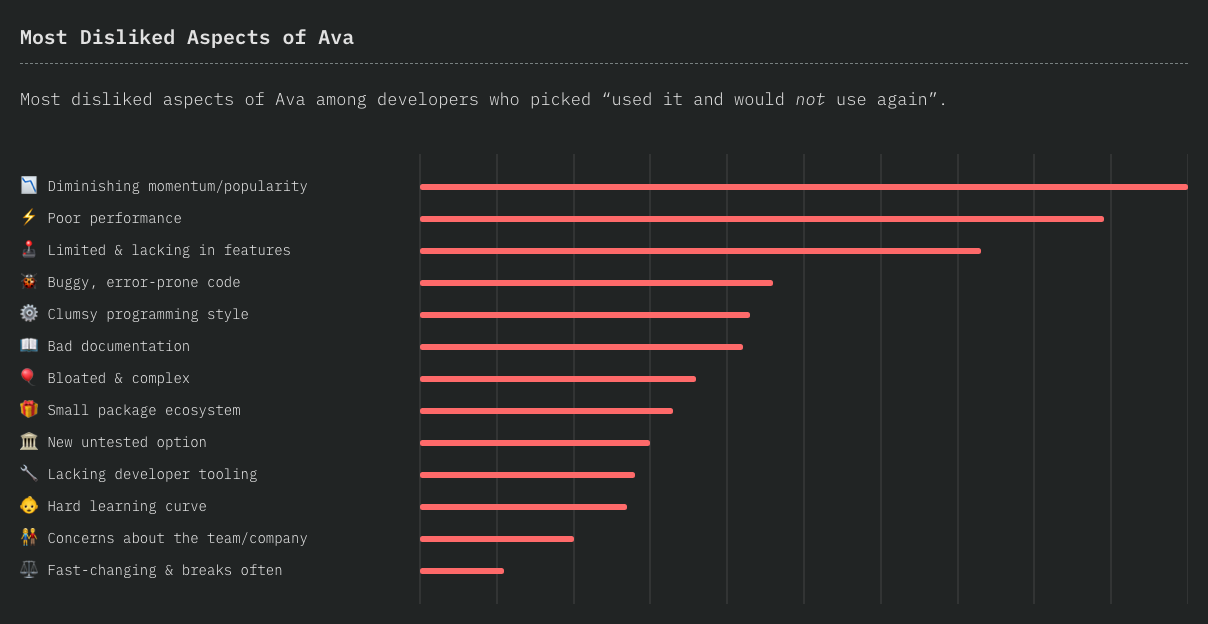 Most Disliked Aspects of Ava
Most disliked aspects of Ava among developers who picked “used it and would not use again”.
Diminishing momentum/popularity
Poor performance
Limited & lacking in features
Buggy, error-prone code
Clumsy programming style
Bad documentation
Bloated & complex
Small package ecosystem
New untested option
Lacking developer tooling
Hard learning curve
Concerns about the team/company
Fast-changing & breaks often